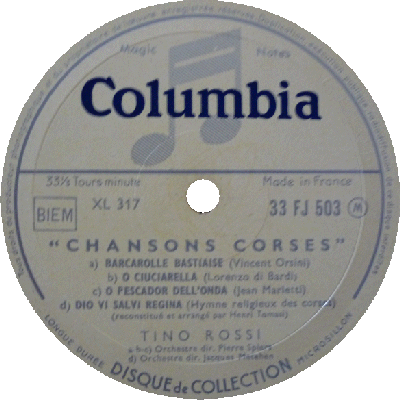 Magic Notes
Columbia
33⅓ Tours minute
Made in France
BIEM
XL 317
33 FJ 503 M
"CHANSONS CORSES"
a) BARCAROLLE BASTIAISE (Vincent Orsini)
b) O CIUCIARELLA (Lorenzo di Bardi)
c) O PESCADOR DELL'ONDA (Jean Marietti)
d) DIO VI SALVI REGINA (Hymne religieux des corses)
(reconstitué et arrangé par Henri Tomasi)
TINO ROSSI
Orchestre dir. Pierre Spiers
d) Orchestre dir. Jacques Metehen
LONGUE DURÉE DISQUE de COLLECTION MICROSILLON